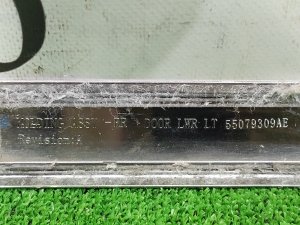 MOLDING ASSY -FR DOOR LWR LT 55079309AE
Revision:A